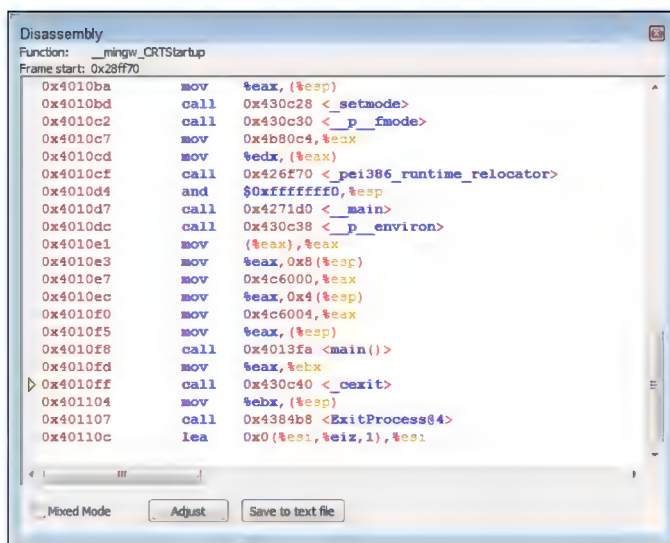 Disassembly
Function: __mingw_CRTStartup
Frame start: 0x28ff70
0x4010ba mov %eax,(%esp)
0x4010bd call 0x430c28 <_setmode>
0x4010c2 call 0x430c30 <__p__fmode>
0x4010c7 mov 0x4b80c4,%edx
0x4010cd mov %edx,(%eax)
0x4010cf call 0x426f70 <_pei386_runtime_relocator>
0x4010d4 and $0xfffffff0,%esp
0x4010d7 call 0x4271d0 <__main>
0x4010dc call 0x430c38 <__p__environ>
0x4010e1 mov (%eax),%eax
0x4010e3 mov %eax,0x8(%esp)
0x4010e7 mov 0x4c6000,%eax
0x4010ec mov %eax,0x4(%esp)
0x4010f0 mov 0x4c6004,%eax
0x4010f5 mov %eax,(%esp)
0x4010f8 call 0x4013fa <main()>
0x4010fd mov %eax,%ebx
0x4010ff call 0x430c40 <_cexit>
0x401104 mov %ebx,(%esp)
0x401107 call 0x4384b8 <ExitProcess@4>
0x40110c lea 0x0(%esi,%eiz,1),%esi
Mixed Mode Adjust Save to text file